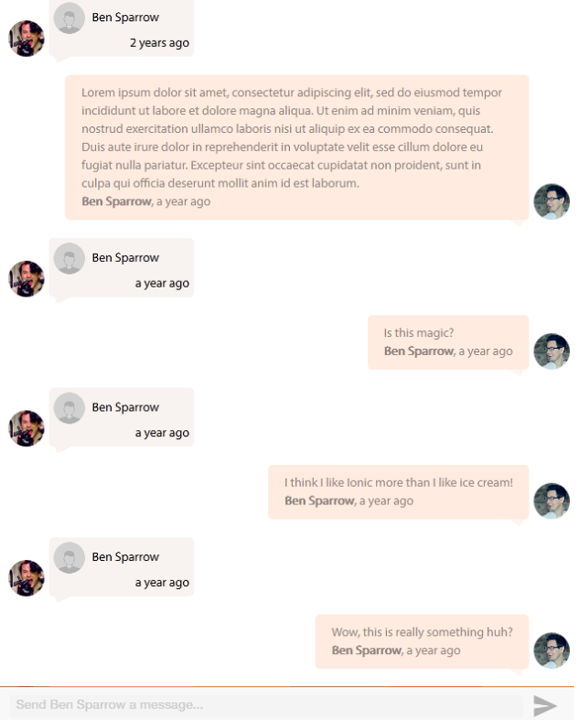 Ben Sparrow
2 years ago
Lorem ipsum dolor sit amet, consectetur adipiscing elit, sed do eiusmod tempor
incididunt ut labore et dolore magna aliqua. Ut enim ad minim veniam, quis
nostrud exercitation ullamco laboris nisi ut aliquip ex ea commodo consequat.
Duis aute irure dolor in reprehenderit in voluptate velit esse cillum dolore eu
fugiat nulla pariatur. Excepteur sint occaecat cupidatat non proident, sunt in
culpa qui officia deserunt mollit anim id est laborum.
Ben Sparrow, a year ago
Ben Sparrow
a year ago
Is this magic?
Ben Sparrow, a year ago
Ben Sparrow
a year ago
I think I like Ionic more than I like ice cream!
Ben Sparrow, a year ago
Ben Sparrow
a year ago
Wow, this is really something huh?
Ben Sparrow, a year ago
Send Ben Sparrow a message...